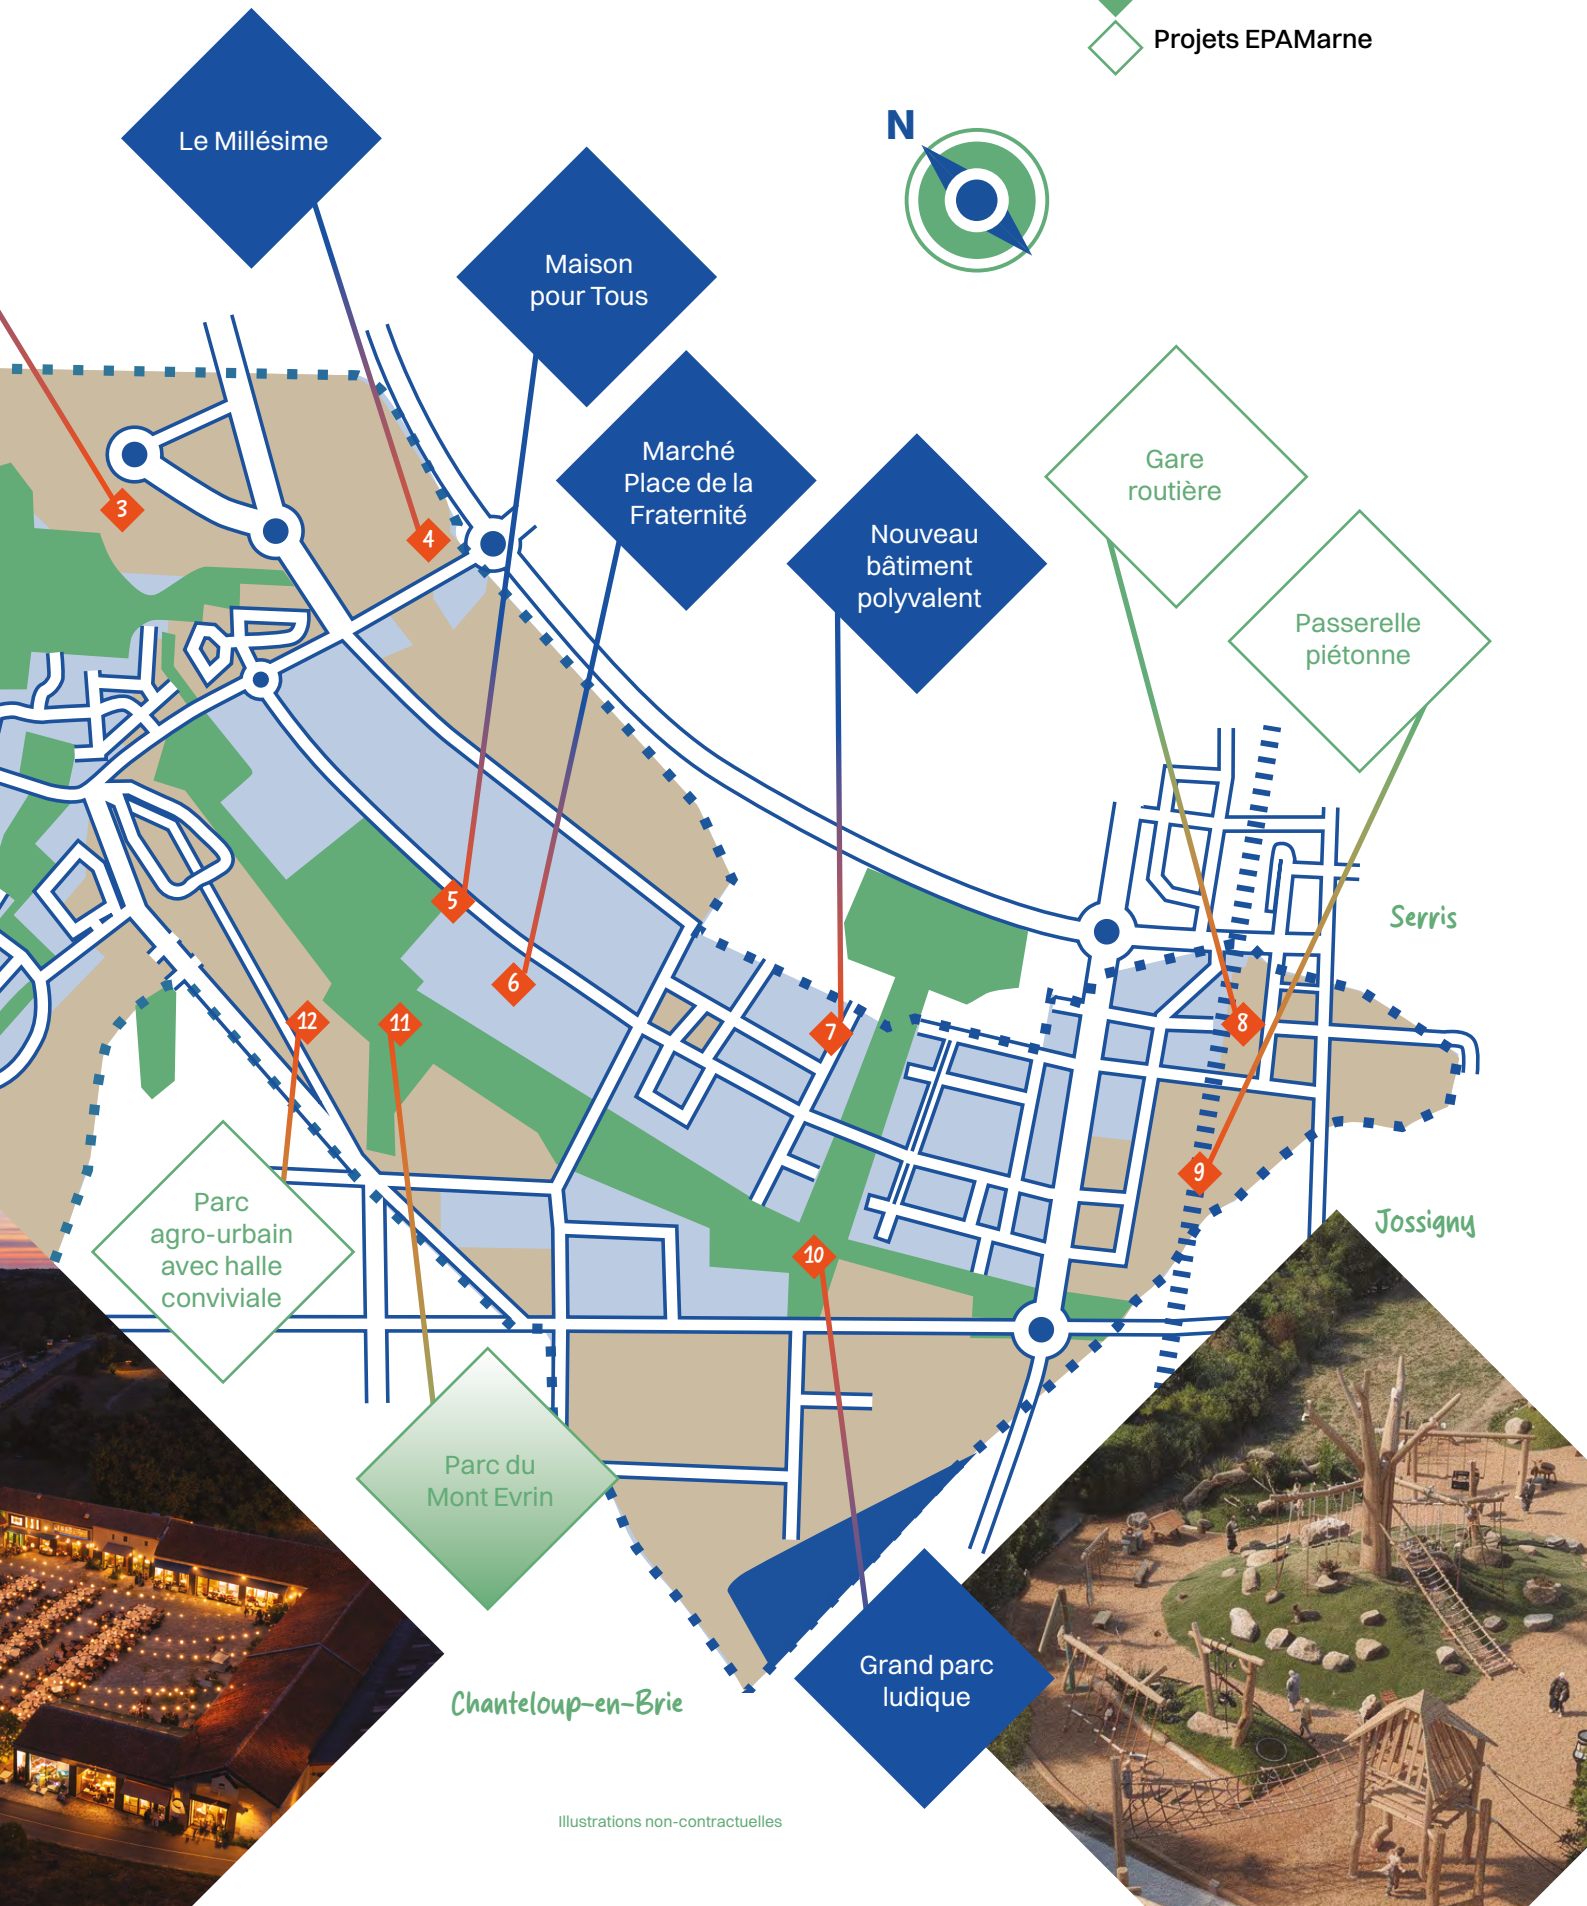 Projets EPAMarne
N
Le Millésime
Maison
pour Tous
Marché
Place de la
Fraternité
Nouveau
bâtiment
polyvalent
Gare
routière
Passerelle
piétonne
3
4
5
6
7
8
9
10
11
12
Serris
Jossigny
Parc
agro-urbain
avec halle
conviviale
Parc du
Mont Evrin
Grand parc
ludique
Chanteloup-en-Brie
Illustrations non-contractuelles